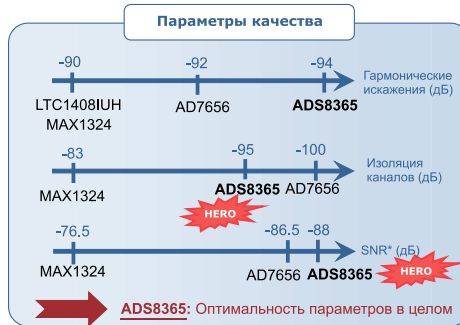 Параметры качества
-90 -92 -94
Гармонические
искажения (дБ)
LTC1408IUH AD7656 ADS8365
MAX1324
-83 -95 -100
Изоляция
каналов (дБ)
MAX1324 ADS8365 AD7656
HERO
-76.5 -86.5 -88
SNR* (дБ)
MAX1324 AD7656 ADS8365 HERO
ADS8365: Оптимальность параметров в целом